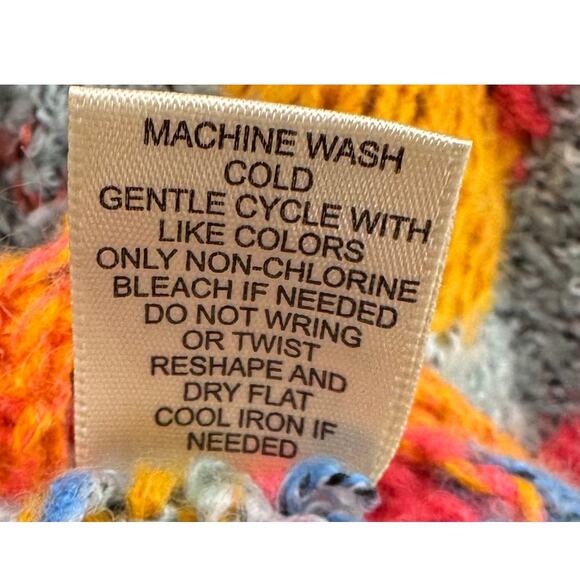 MACHINE WASH
COLD
GENTLE CYCLE WITH
LIKE COLORS
ONLY NON-CHLORINE
BLEACH IF NEEDED
DO NOT WRING
OR TWIST
RESHAPE AND
DRY FLAT
COOL IRON IF
NEEDED